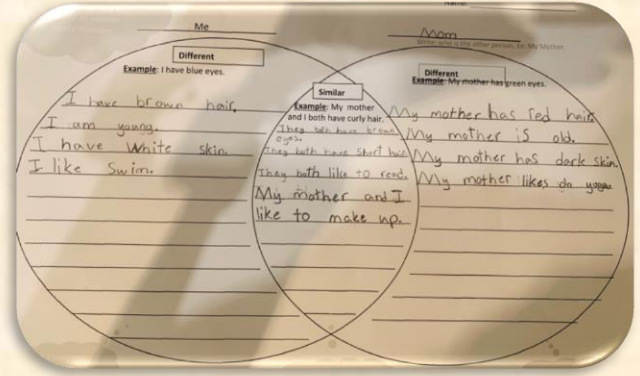 Name:
Me
Mom
Write who is the other person, Ex: My Mother
Different
Example: I have blue eyes.
I have brown hair.
I am young.
I have white skin.
I like swim.
Similar
Example: My mother
and I both have curly hair.
They both have brown
eyes.
They both have short hair
They both like to read.
My mother and I
like to make up.
Different
Example: My mother has green eyes.
My mother has red hair.
My mother is old.
My mother has dark skin.
My mother likes do yoga.